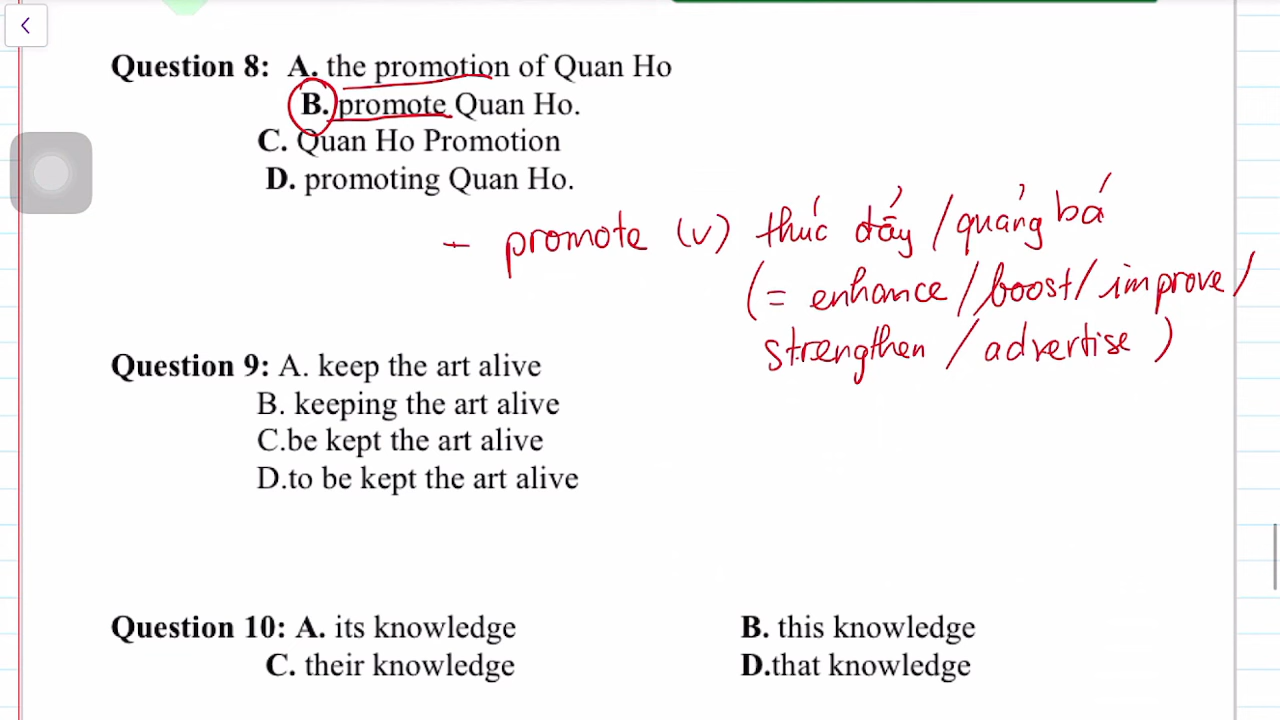 Question 8: A. the promotion of Quan Ho
B. promote Quan Ho.
C. Quan Ho Promotion
D. promoting Quan Ho.
- promote (v) thúc đẩy / quảng bá
(= enhance / boost / improve /
strengthen / advertise )
Question 9: A. keep the art alive
B. keeping the art alive
C.be kept the art alive
D.to be kept the art alive
Question 10: A. its knowledge B. this knowledge
C. their knowledge D.that knowledge